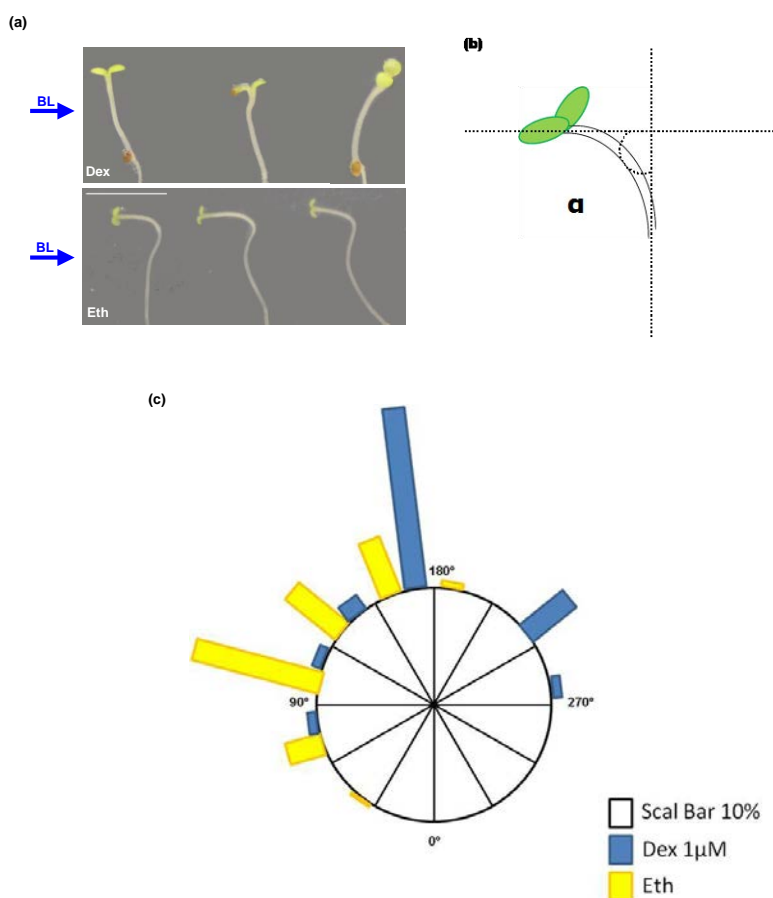 (a)
BL
Dex
BL
Eth
(b)
a
(c)
180°
90°
270°
0°
Scal Bar 10%
Dex 1µM
Eth